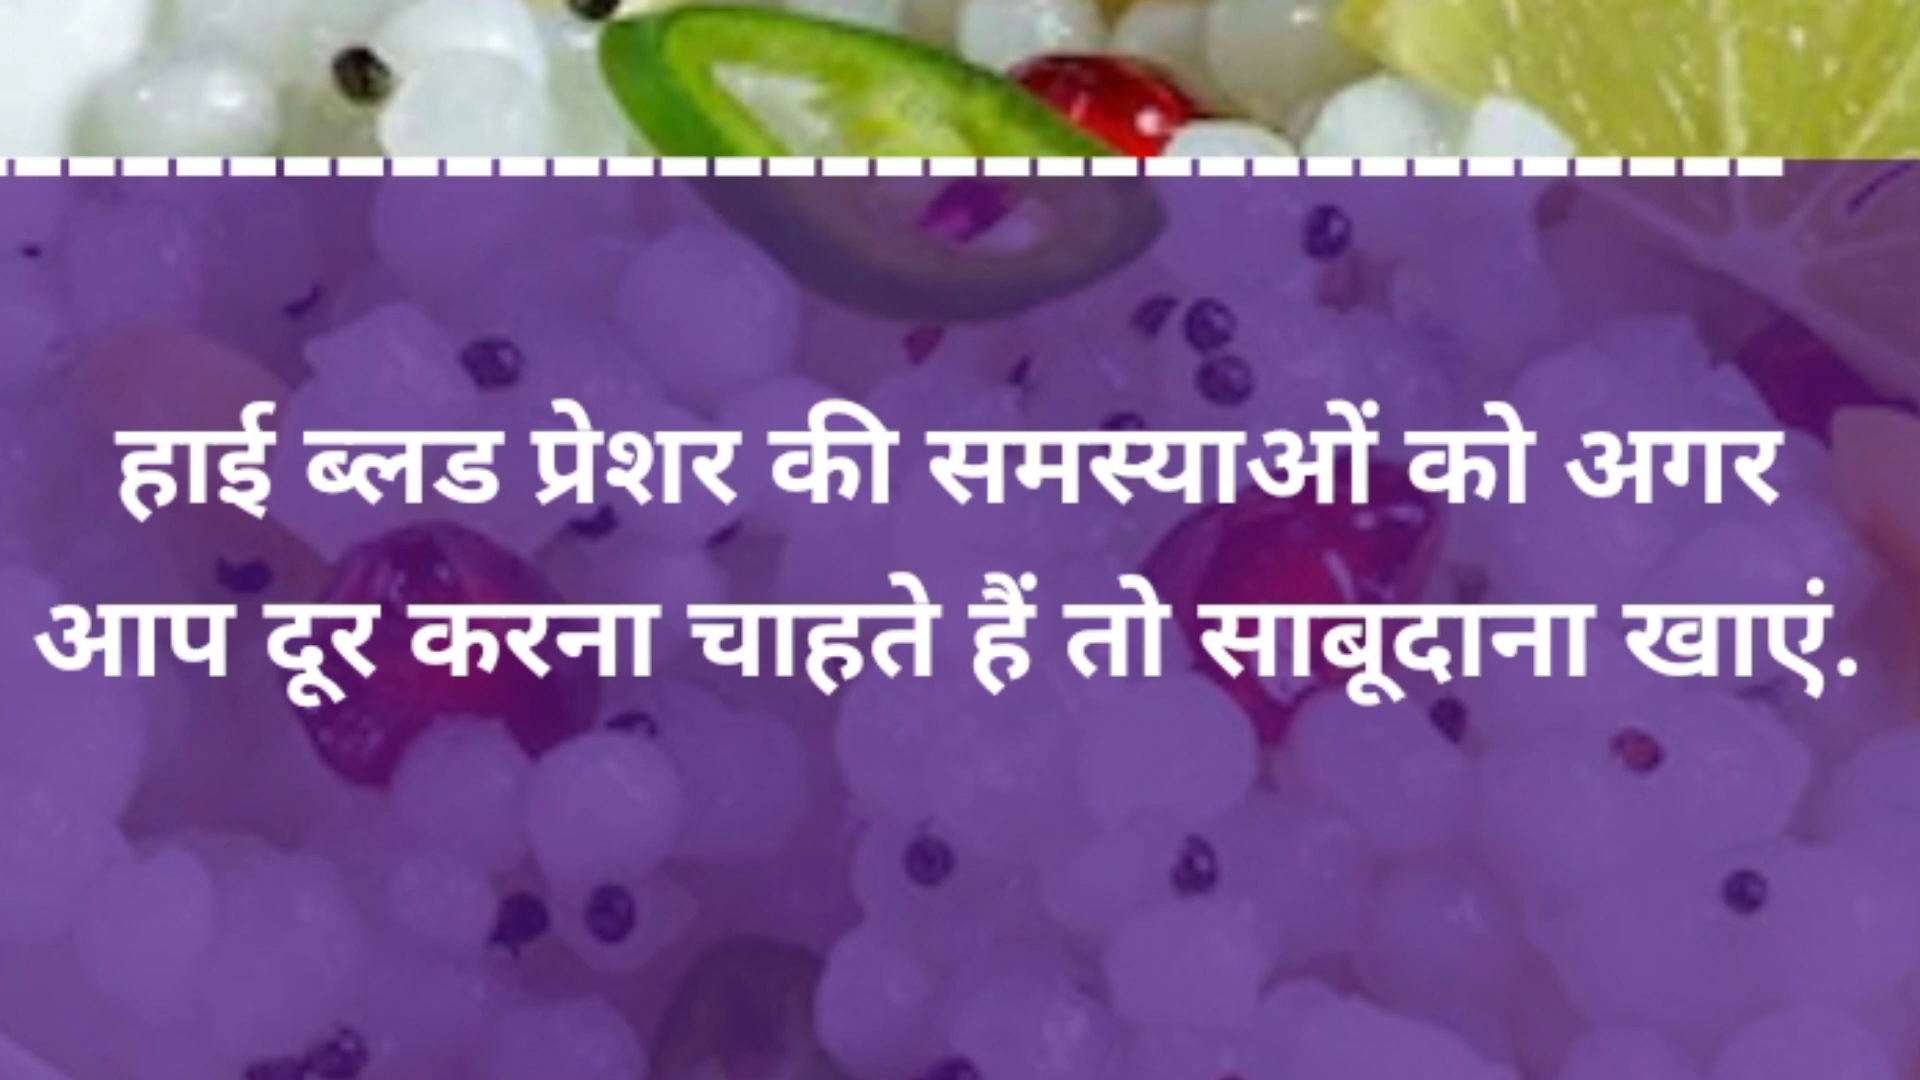 हाई ब्लड प्रेशर की समस्याओं को अगर
आप दूर करना चाहते हैं तो साबूदाना खाएं.